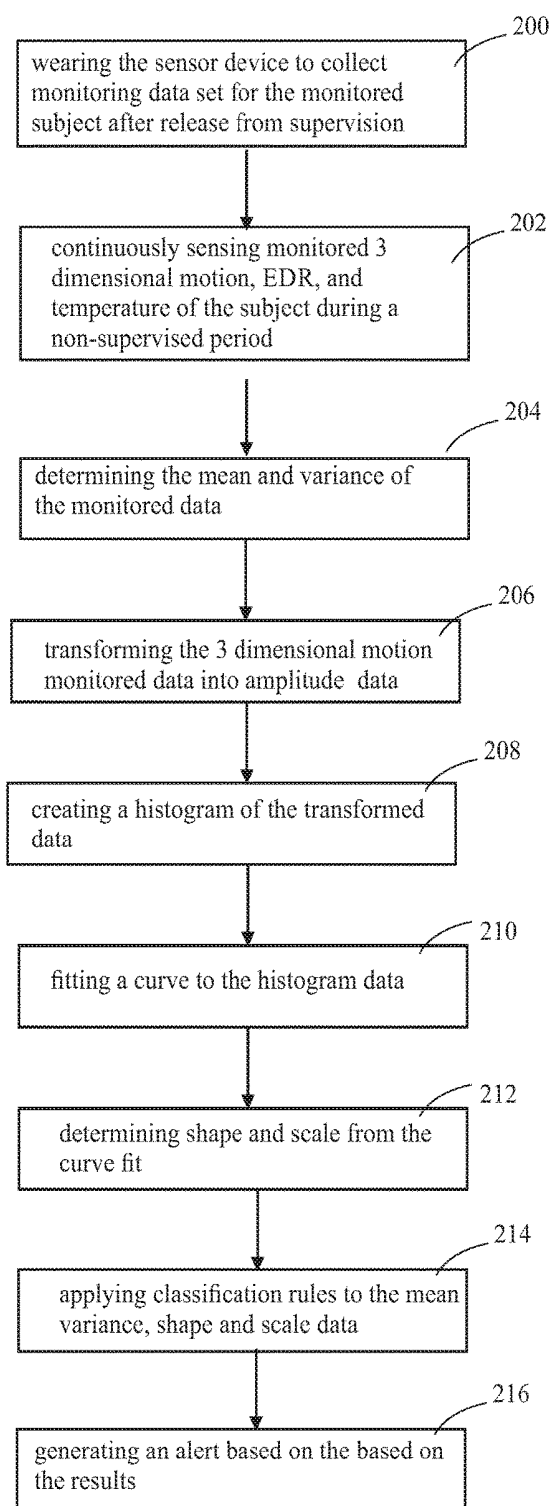 200
wearing the sensor device to collect
monitoring data set for the monitored
subject after release from supervision
202
continuously sensing monitored 3
dimensional motion, EDR, and
temperature of the subject during a
non-supervised period
204
determining the mean and variance of
the monitored data
206
transforming the 3 dimensional motion
monitored data into amplitude data
208
creating a histogram of the transformed
data
210
fitting a curve to the histogram data
212
determining shape and scale from the
curve fit
214
applying classification rules to the mean
variance, shape and scale data
216
generating an alert based on the based on
the results